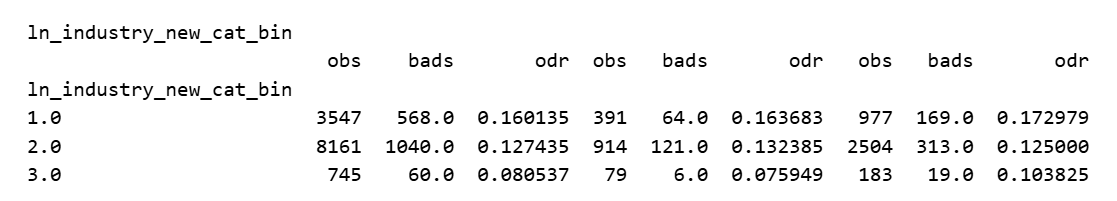 ln_industry_new_cat_bin
obs bads odr obs bads odr obs bads odr
ln_industry_new_cat_bin
1.0 3547 568.0 0.160135 391 64.0 0.163683 977 169.0 0.172979
2.0 8161 1040.0 0.127435 914 121.0 0.132385 2504 313.0 0.125000
3.0 745 60.0 0.080537 79 6.0 0.075949 183 19.0 0.103825